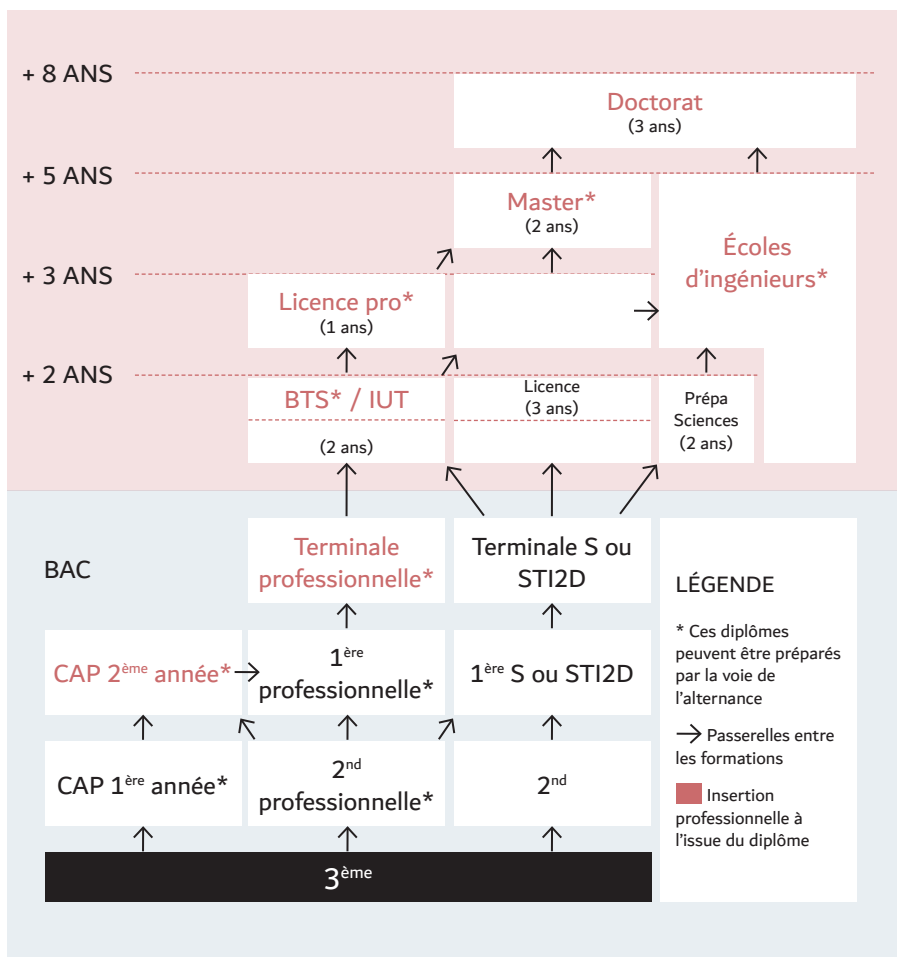 + 8 ANS
Doctorat
(3 ans)
+ 5 ANS
Master*
(2 ans)
Écoles
d'ingénieurs*
+ 3 ANS
Licence pro*
(1 ans)
+ 2 ANS
BTS* / IUT
(2 ans)
Licence
(3 ans)
Prépa
Sciences
(2 ans)
BAC
Terminale
professionnelle*
Terminale S ou
STI2D
CAP 2ème année*
1ère
professionnelle*
1ère S ou STI2D
CAP 1ère année*
2nd
professionnelle*
2nd
3ème
LÉGENDE
* Ces diplômes
peuvent être préparés
par la voie de
l'alternance
→ Passerelles entre
les formations
Insertion
professionnelle à
l'issue du diplôme